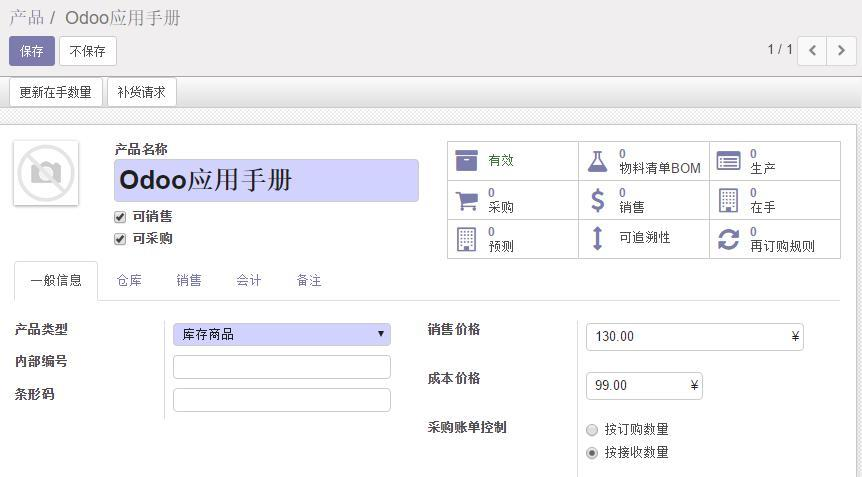 产品 / Odoo应用手册
保存 不保存 1 / 1
更新在手数量 补货请求
产品名称
Odoo应用手册
可销售
可采购
有效
0 物料清单BOM
0 生产
0 采购
0 销售
0 在手
0 预测
可追溯性
0 再订购规则
一般信息 仓库 销售 会计 备注
产品类型 库存商品
内部编号
条形码
销售价格 130.00 ¥
成本价格 99.00 ¥
采购账单控制 按订购数量
按接收数量